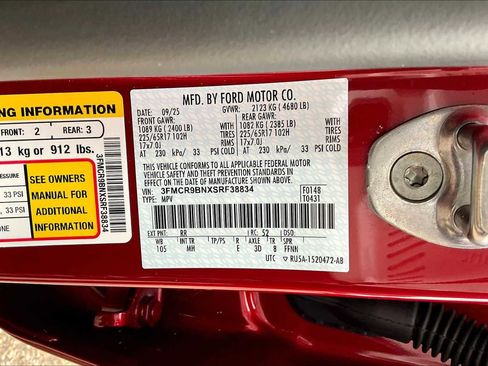 NG INFORMATION
FRONT: 2
REAR: 3
13 kg or 912 lbs.
33 PSI
, 33 PSI
ONE
SEE OWNERS
MANUAL FOR
ADDITIONAL
INFORMATION
3FMCR9BNXSRF38834
MFD. BY FORD MOTOR CO.
DATE: 09/25 GVWR: 2123 KG ( 4680 LB)
FRONT GAWR: REAR GAWR:
1089 KG ( 2400 LB) 1082 KG ( 2385 LB)
225/65R17 102H TIRES 225/65R17 102H
17x7.0J RIMS 17x7.0J
AT 230 kPa/ 33 PSI COLD AT 230 kPa/ 33 PSI COLD
THIS VEHICLE CONFORMS TO ALL APPLICABLE FEDERAL MOTOR
VEHICLE SAFETY, BUMPER, AND THEFT PREVENTION STANDARDS IN EFFECT ON THE
DATE OF MANUFACTURE SHOWN ABOVE.
VIN: 3FMCR9BNXSRF38834 F0148
TYPE: MPV T0431
EXT PNT: RR RC: 52 DSO:
WB INT TR TP/PS R AXLE TR SPR
105 MH E 3D 8 FFNN
UTC RU5A-1520472-AB